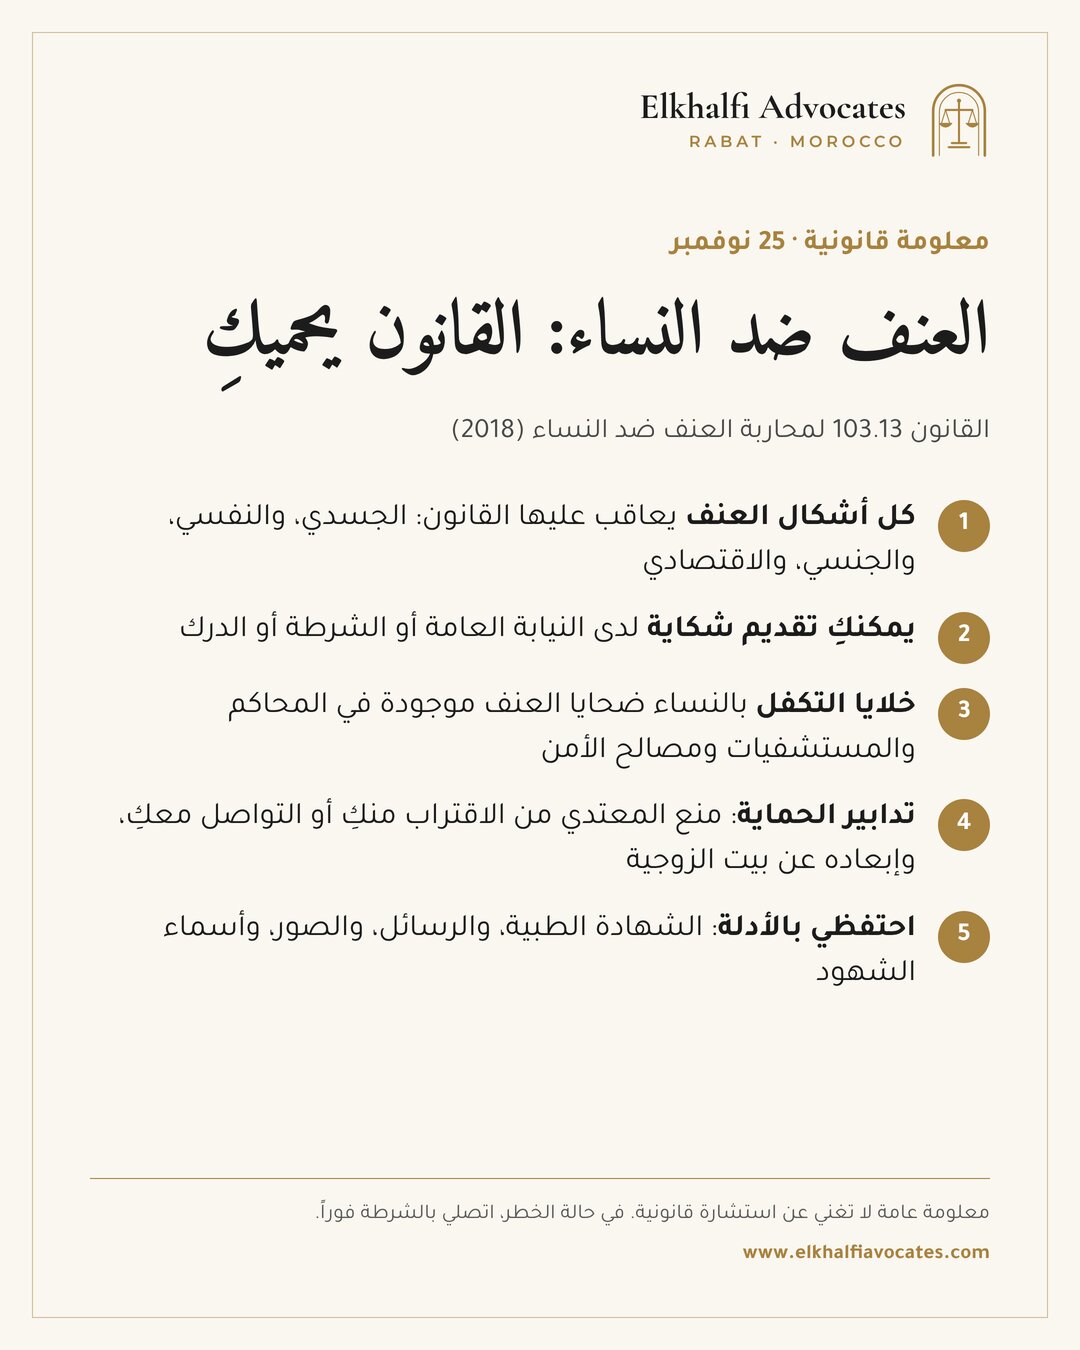 Elkhalfi Advocates
RABAT · MOROCCO
معلومة قانونية · 25 نوفمبر
العنف ضد النساء: القانون يحميكِ
القانون 103.13 لمحاربة العنف ضد النساء (2018)
1 كل أشكال العنف يعاقب عليها القانون: الجسدي، والنفسي،
والجنسي، والاقتصادي
2 يمكنكِ تقديم شكاية لدى النيابة العامة أو الشرطة أو الدرك
3 خلايا التكفل بالنساء ضحايا العنف موجودة في المحاكم
والمستشفيات ومصالح الأمن
4 تدابير الحماية: منع المعتدي من الاقتراب منكِ أو التواصل معكِ،
وإبعاده عن بيت الزوجية
5 احتفظي بالأدلة: الشهادة الطبية، والرسائل، والصور، وأسماء
الشهود
معلومة عامة لا تغني عن استشارة قانونية. في حالة الخطر، اتصلي بالشرطة فوراً.
www.elkhalfiavocates.com